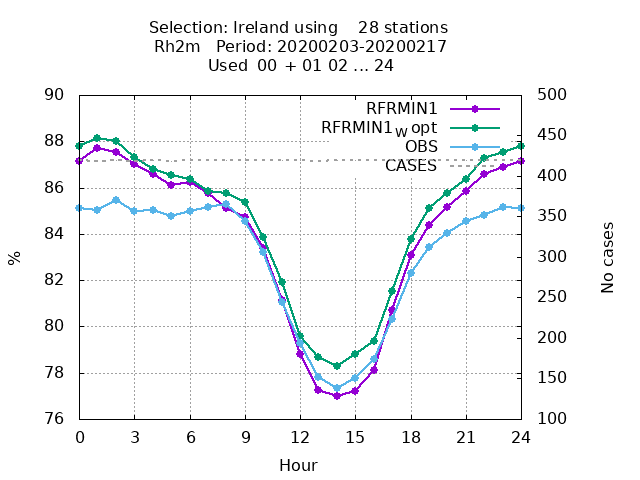 Selection: Ireland using    28 stations
Rh2m   Period: 20200203-20200217
Used  00 + 01 02 ... 24
90
88
86
84
82
80
78
76
%
500
450
400
350
300
250
200
150
100
No cases
RFRMIN1
RFRMIN1W opt
OBS
CASES
0 3 6 9 12 15 18 21 24
Hour